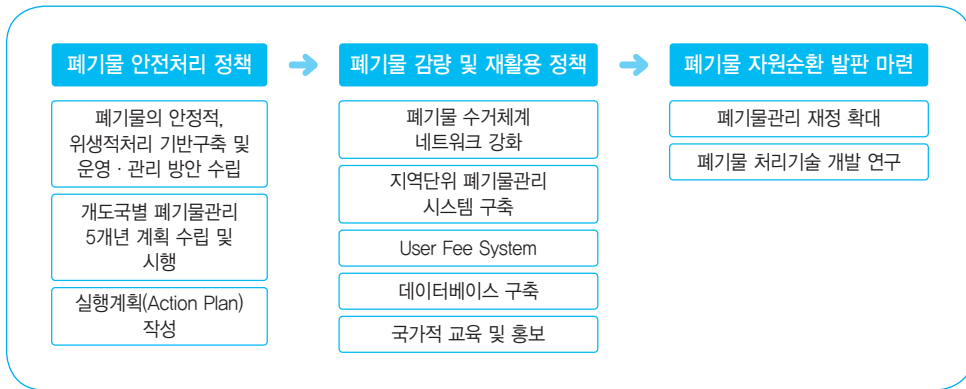 폐기물 안전처리 정책
폐기물의 안정적,
위생적처리 기반구축 및
운영 · 관리 방안 수립
개도국별 폐기물관리
5개년 계획 수립 및
시행
실행계획(Action Plan)
작성
폐기물 감량 및 재활용 정책
폐기물 수거체계
네트워크 강화
지역단위 폐기물관리
시스템 구축
User Fee System
데이터베이스 구축
국가적 교육 및 홍보
폐기물 자원순환 발판 마련
폐기물관리 재정 확대
폐기물 처리기술 개발 연구